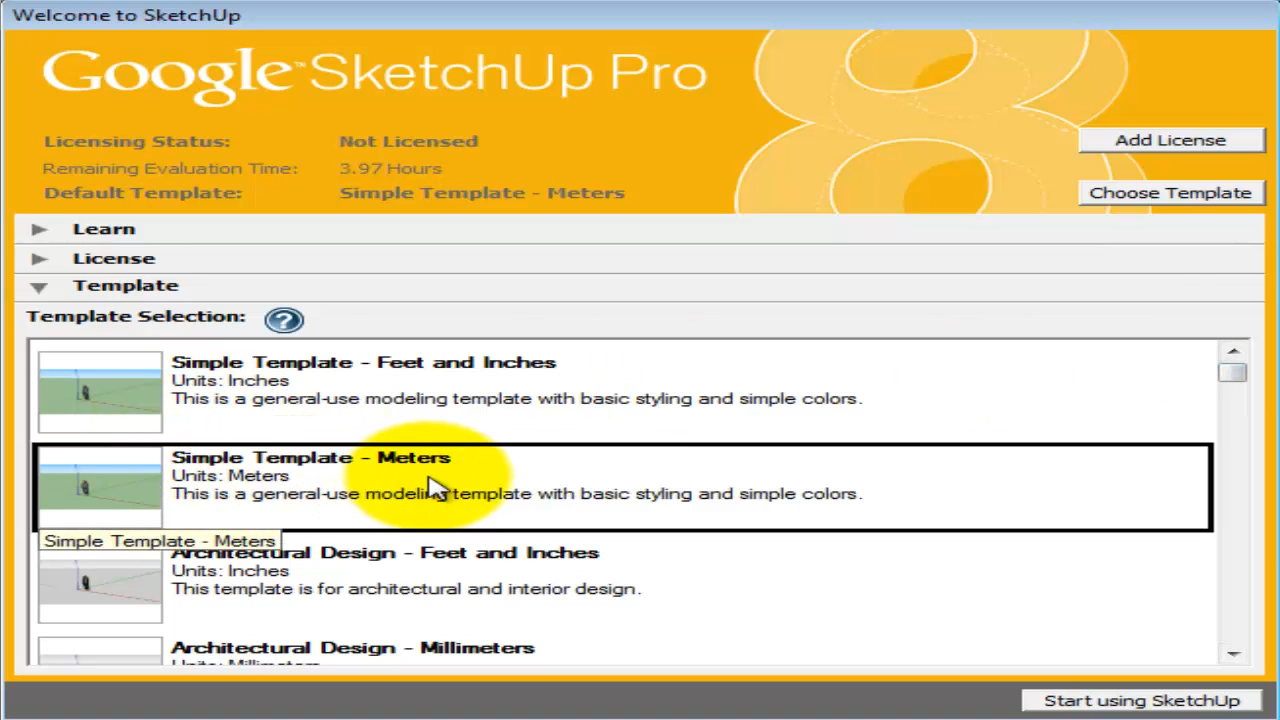 Welcome to SketchUp
Google™ SketchUp Pro
8
Licensing Status: Not Licensed
Add License
Remaining Evaluation Time: 3.97 Hours
Default Template: Simple Template - Meters
Choose Template
Learn
License
Template
Template Selection: ?
Simple Template - Feet and Inches
Units: Inches
This is a general-use modeling template with basic styling and simple colors.
Simple Template - Meters
Units: Meters
This is a general-use modeling template with basic styling and simple colors.
Simple Template - Meters
Architectural Design - Feet and Inches
Units: Inches
This template is for architectural and interior design.
Architectural Design - Millimeters
Units: Millimeters
Start using SketchUp